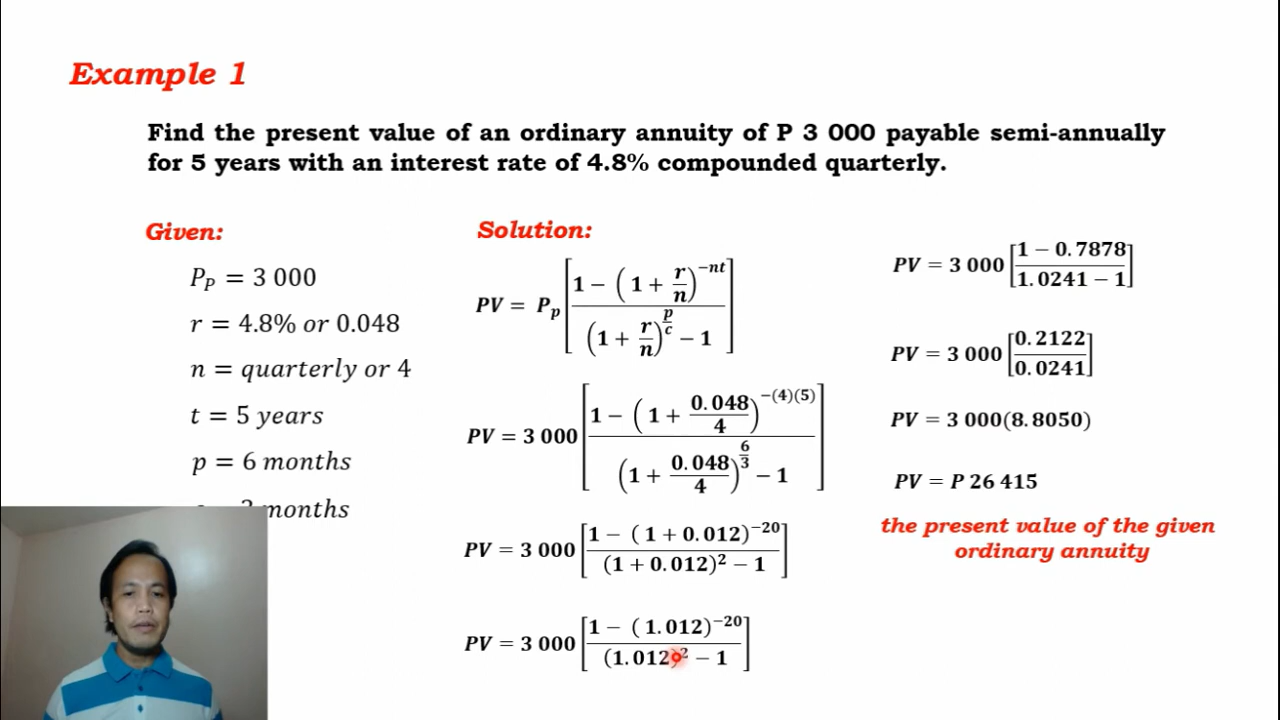 Example 1
Find the present value of an ordinary annuity of P 3 000 payable semi-annually
for 5 years with an interest rate of 4.8% compounded quarterly.
Given:
P_P = 3 000
r = 4.8% or 0.048
n = quarterly or 4
t = 5 years
p = 6 months
months
Solution:
PV = P_p [ (1 − (1 + r/n)^(−nt)) / ((1 + r/n)^(p/c) − 1) ]
PV = 3 000 [ (1 − (1 + 0.048/4)^(−(4)(5))) / ((1 + 0.048/4)^(6/3) − 1) ]
PV = 3 000 [ (1 − (1 + 0.012)^(−20)) / ((1 + 0.012)^2 − 1) ]
PV = 3 000 [ (1 − (1.012)^(−20)) / ((1.012)^2 − 1) ]
PV = 3 000 [ (1 − 0.7878) / (1.0241 − 1) ]
PV = 3 000 [ 0.2122 / 0.0241 ]
PV = 3 000(8.8050)
PV = P 26 415
the present value of the given
ordinary annuity